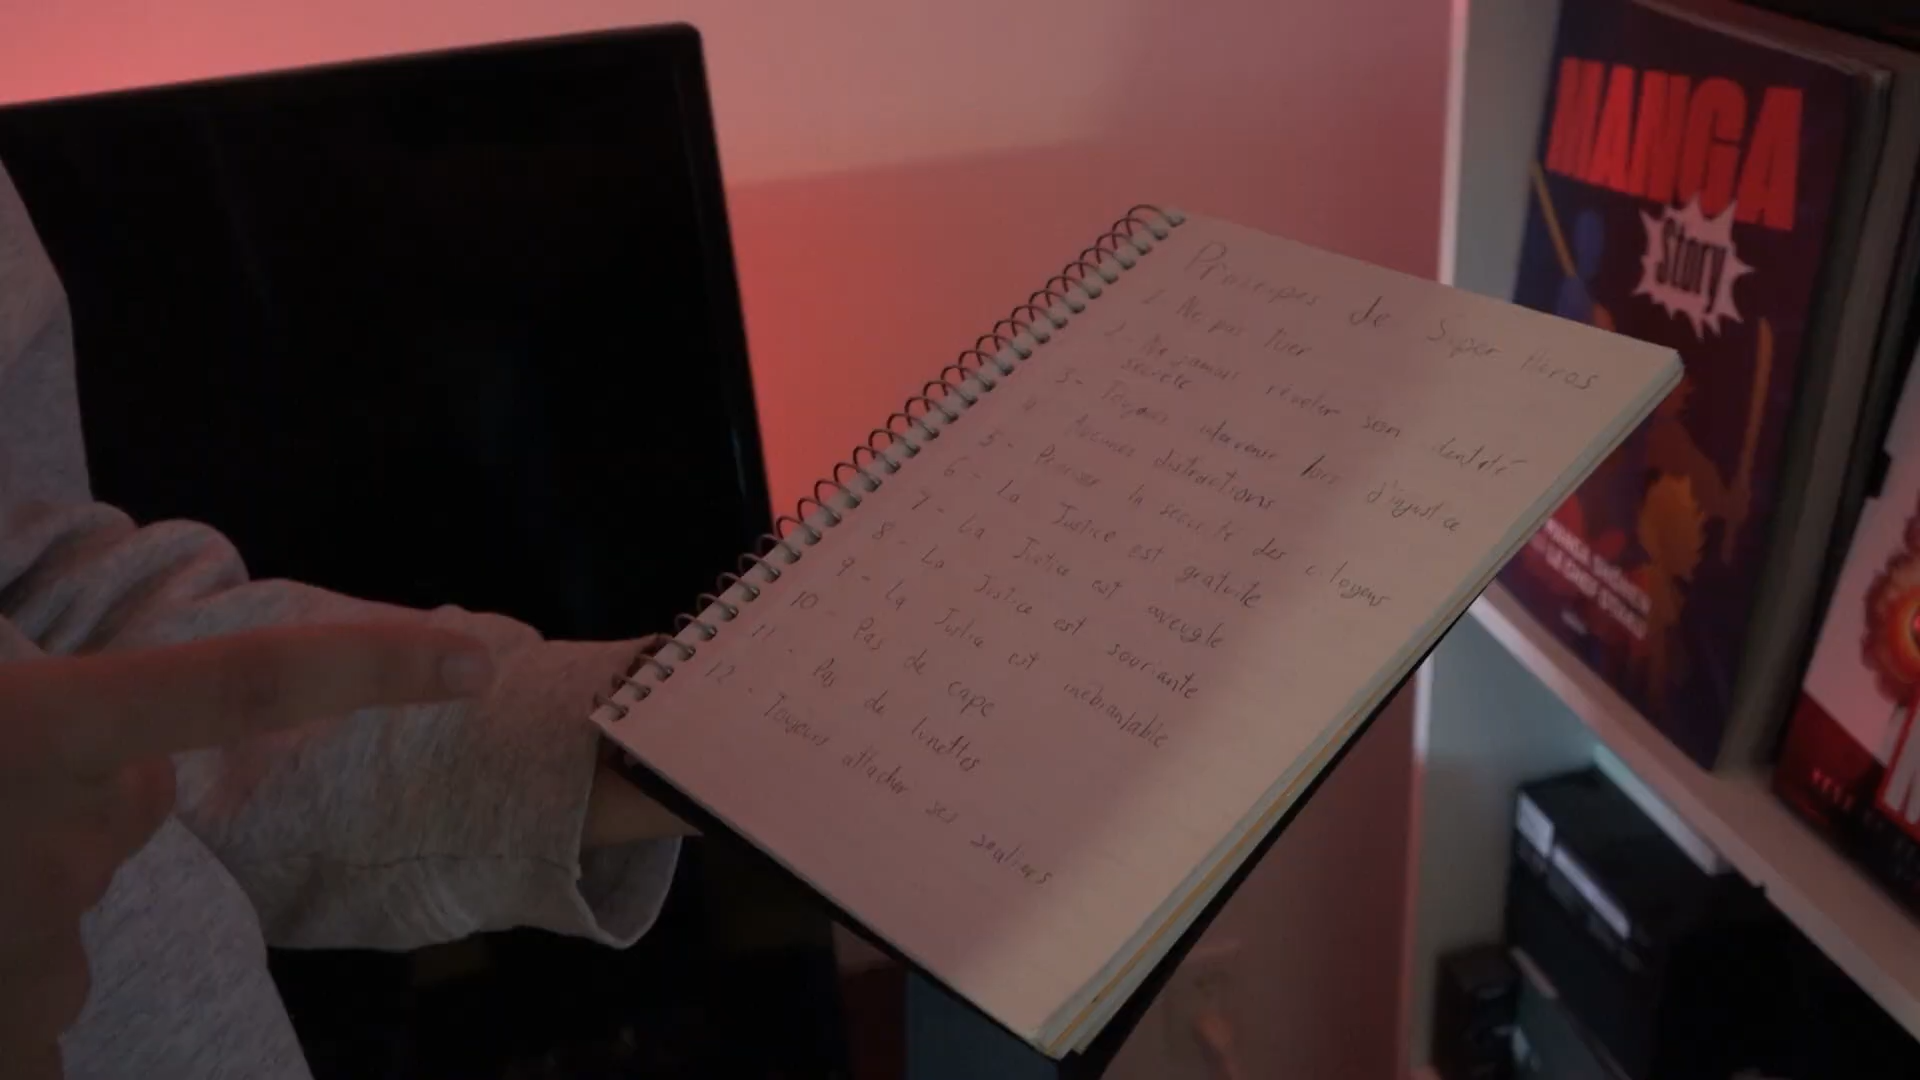 Principes de Super Héros
1- Ne pas tuer
2- Ne jamais révéler son identité
secrète
3- Toujours intervenir lors d'injustice
4- Aucunes distractions
5- Prioriser la sécurité des citoyens
6- La Justice est gratuite
7- La Justice est aveugle
8- La Justice est souriante
9- La Justice est inébranlable
10- Pas de cape
11- Pas de lunettes
12- Toujours attacher ses souliers
MANGA
Story